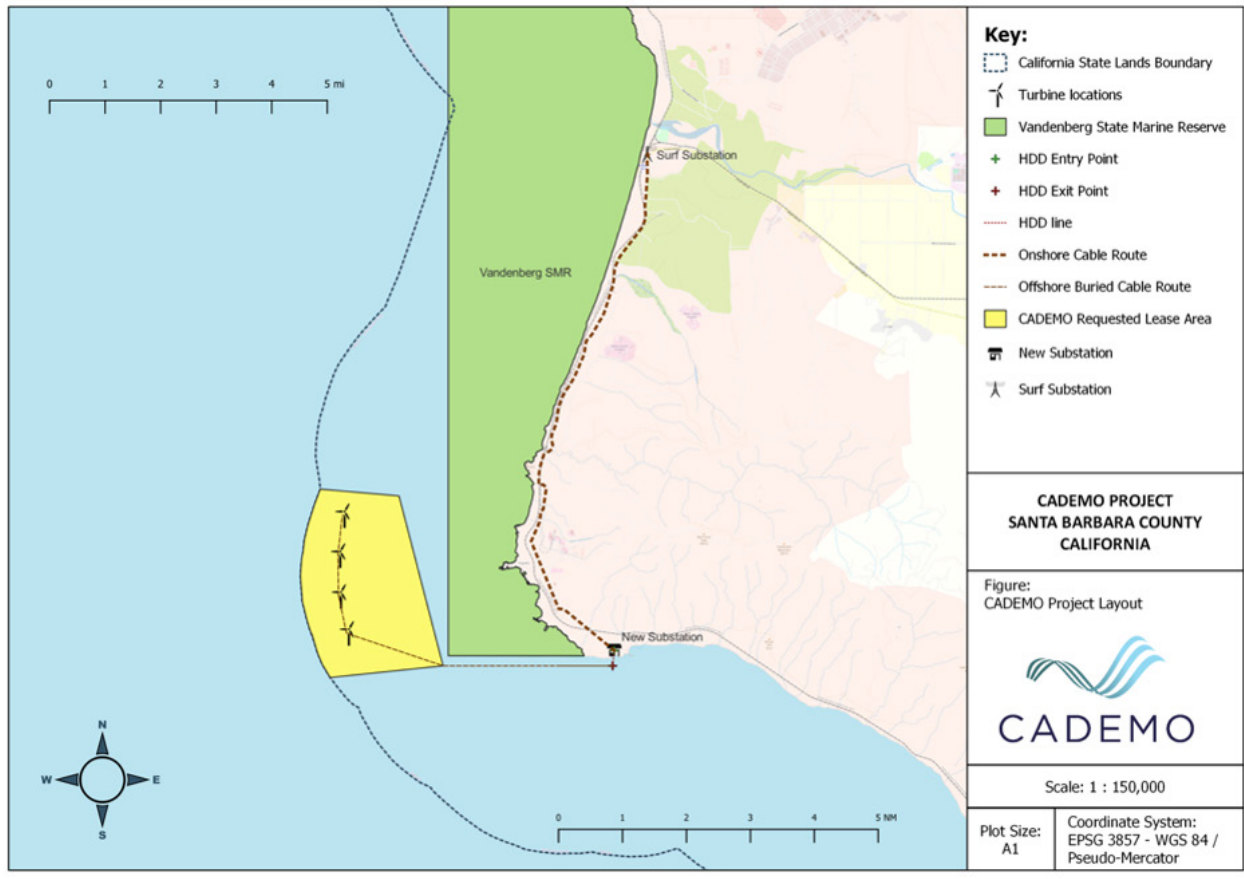 0 1 2 3 4 5 mi
Surf Substation
Vandenberg SMR
New Substation
N
W E
S
0 1 2 3 4 5 NM
Key:
California State Lands Boundary
Turbine locations
Vandenberg State Marine Reserve
HDD Entry Point
HDD Exit Point
HDD line
Onshore Cable Route
Offshore Buried Cable Route
CADEMO Requested Lease Area
New Substation
Surf Substation
CADEMO PROJECT
SANTA BARBARA COUNTY
CALIFORNIA
Figure:
CADEMO Project Layout
CADEMO
Scale: 1 : 150,000
Plot Size:
A1
Coordinate System:
EPSG 3857 - WGS 84 /
Pseudo-Mercator